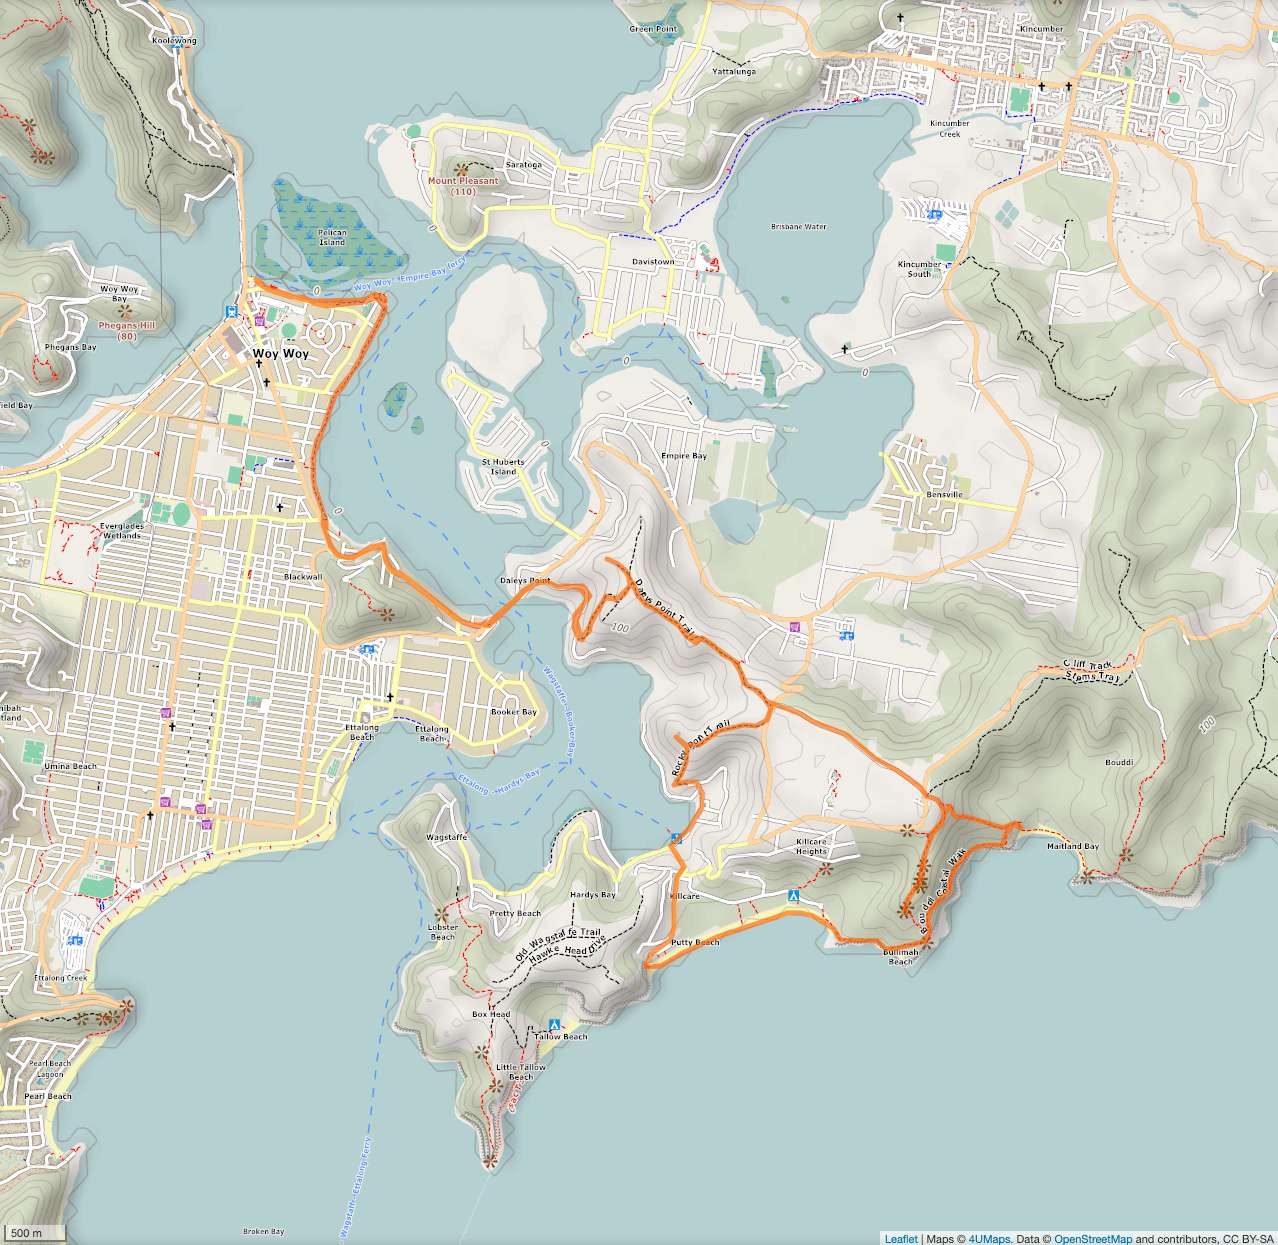 Koolewong
Green Point
Kincumber
Yattalunga
Kincumber
Creek
Saratoga
Mount Pleasant
(110)
0
Pelican
Island
Brisbane Water
Davistown
Kincumber
South
Woy Woy - Empire Bay ferry
Woy Woy
Bay
0
Phegans Hill
(80)
Phegans Bay
Woy Woy
0
0
field Bay
0
Empire Bay
St Huberts
Island
Bensville
0
Everglades
Wetlands
Blackwall
Daleys Point
Daleys Point Trail
100
Cliff Track
Stems Tra
Wagstaffe - Booker Bay
Booker Bay
Ettalong
Beach
Ettalong
Beach
tland
100
Rocky Point Trail
Umina Beach
Bouddi
Ettalong - Hardys Bay
Wagstaffe
Killcare
Heights
Maitland Bay
Bouddi Coastal Walk
Hardys Bay
Killcare
Pretty Beach
Lobster
Beach
Old Wagstaffe Trail
Hawke Head Drive
Putty Beach
Bullimah
Beach
Ettalong Creek
Box Head
Tallow Beach
Pearl Beach
Lagoon
Little Tallow
Beach
Pearl Beach
Wagstaffe - Ettalong Ferry
Broken Bay
500 m
Leaflet | Maps © 4UMaps. Data © OpenStreetMap and contributors, CC BY-SA